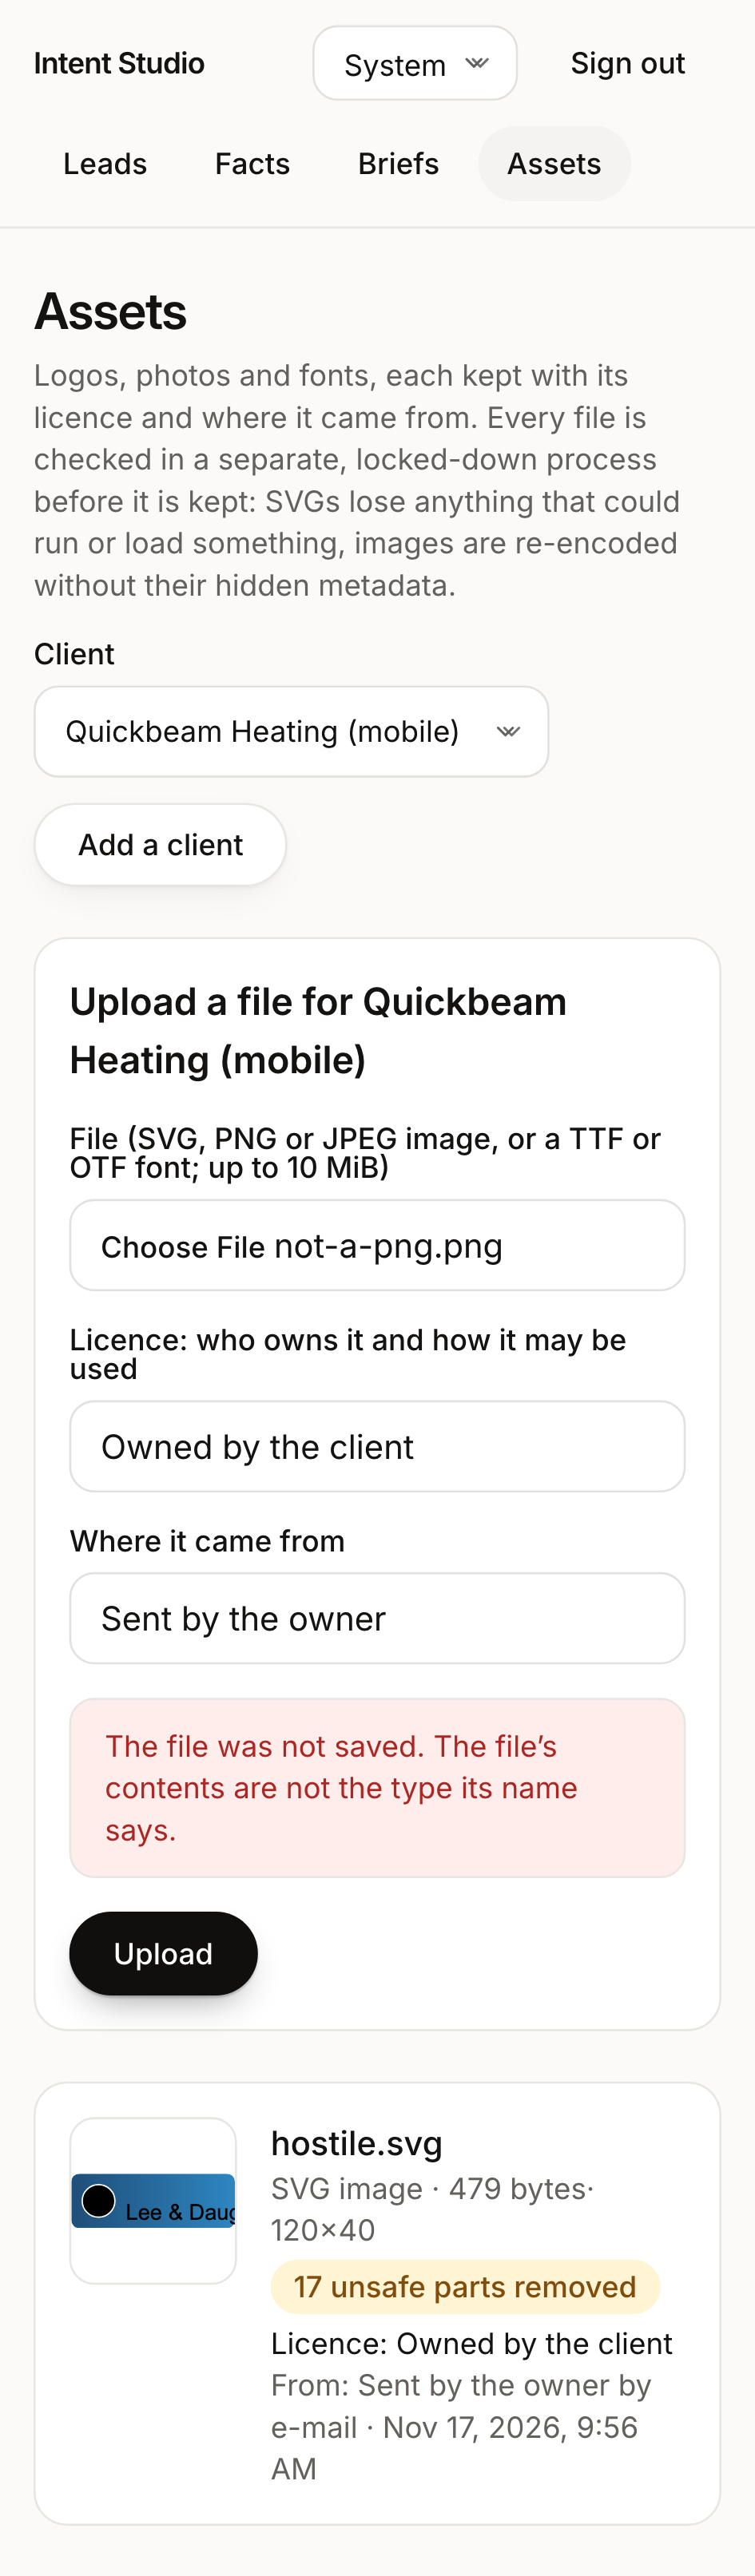 Intent Studio
System
Sign out
Leads
Facts
Briefs
Assets
Assets
Logos, photos and fonts, each kept with its
licence and where it came from. Every file is
checked in a separate, locked-down process
before it is kept: SVGs lose anything that could
run or load something, images are re-encoded
without their hidden metadata.
Client
Quickbeam Heating (mobile)
Add a client
Upload a file for Quickbeam
Heating (mobile)
File (SVG, PNG or JPEG image, or a TTF or
OTF font; up to 10 MiB)
Choose File not-a-png.png
Licence: who owns it and how it may be
used
Owned by the client
Where it came from
Sent by the owner
The file was not saved. The file’s
contents are not the type its name
says.
Upload
Lee & Daug
hostile.svg
SVG image · 479 bytes·
120×40
17 unsafe parts removed
Licence: Owned by the client
From: Sent by the owner by
e-mail · Nov 17, 2026, 9:56
AM